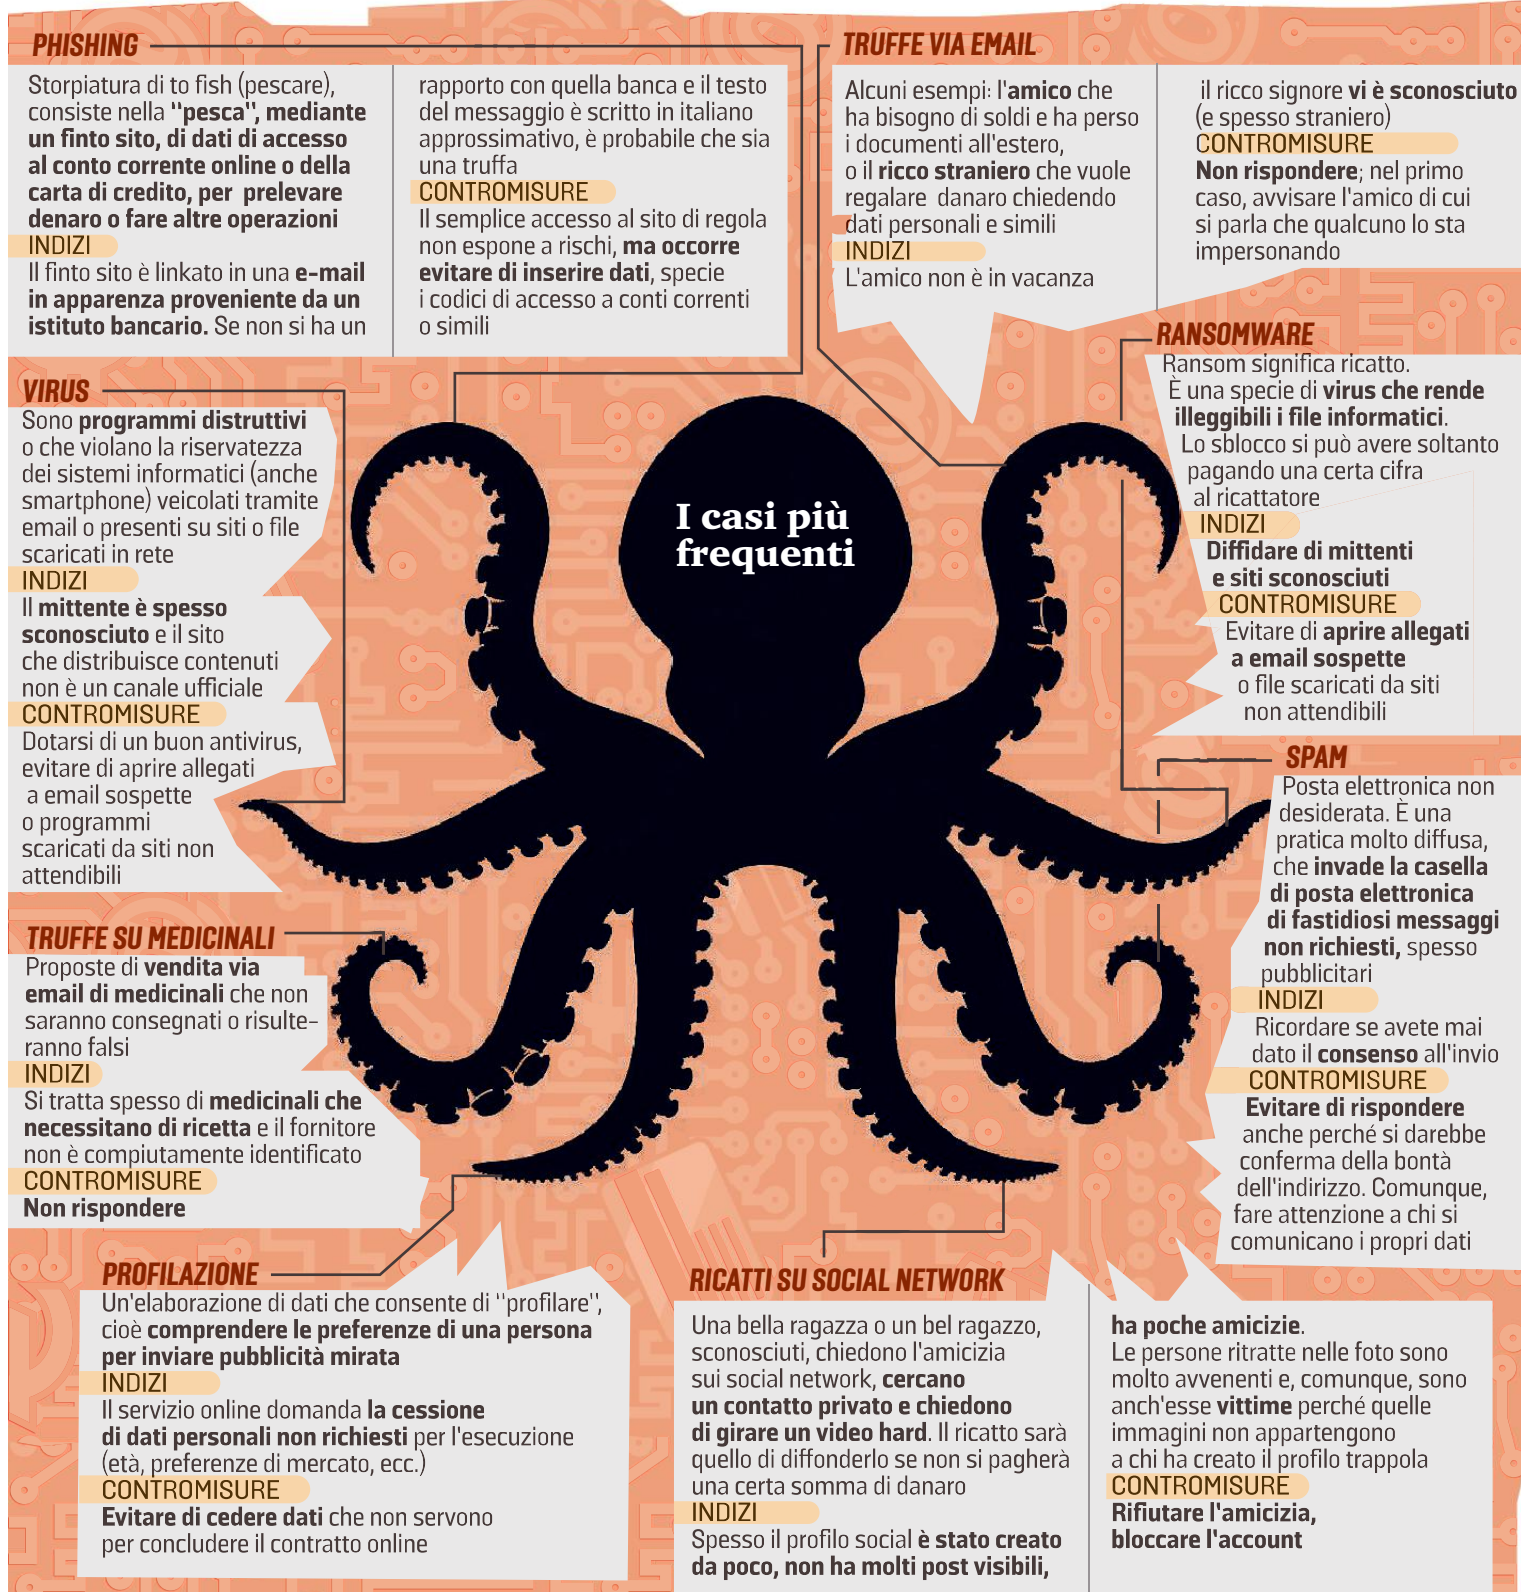 PHISHING
Storpiatura di to fish (pescare),
consiste nella "pesca", mediante
un finto sito, di dati di accesso
al conto corrente online o della
carta di credito, per prelevare
denaro o fare altre operazioni
INDIZI
Il finto sito è linkato in una e-mail
in apparenza proveniente da un
istituto bancario. Se non si ha un
rapporto con quella banca e il testo
del messaggio è scritto in italiano
approssimativo, è probabile che sia
una truffa
CONTROMISURE
Il semplice accesso al sito di regola
non espone a rischi, ma occorre
evitare di inserire dati, specie
i codici di accesso a conti correnti
o simili
TRUFFE VIA EMAIL
Alcuni esempi: l'amico che
ha bisogno di soldi e ha perso
i documenti all'estero,
o il ricco straniero che vuole
regalare danaro chiedendo
dati personali e simili
INDIZI
L'amico non è in vacanza
il ricco signore vi è sconosciuto
(e spesso straniero)
CONTROMISURE
Non rispondere; nel primo
caso, avvisare l'amico di cui
si parla che qualcuno lo sta
impersonando
VIRUS
Sono programmi distruttivi
o che violano la riservatezza
dei sistemi informatici (anche
smartphone) veicolati tramite
email o presenti su siti o file
scaricati in rete
INDIZI
Il mittente è spesso
sconosciuto e il sito
che distribuisce contenuti
non è un canale ufficiale
CONTROMISURE
Dotarsi di un buon antivirus,
evitare di aprire allegati
a email sospette
o programmi
scaricati da siti non
attendibili
I casi più
frequenti
RANSOMWARE
Ransom significa ricatto.
È una specie di virus che rende
illeggibili i file informatici.
Lo sblocco si può avere soltanto
pagando una certa cifra
al ricattatore
INDIZI
Diffidare di mittenti
e siti sconosciuti
CONTROMISURE
Evitare di aprire allegati
a email sospette
o file scaricati da siti
non attendibili
SPAM
Posta elettronica non
desiderata. È una
pratica molto diffusa,
che invade la casella
di posta elettronica
di fastidiosi messaggi
non richiesti, spesso
pubblicitari
INDIZI
Ricordare se avete mai
dato il consenso all'invio
CONTROMISURE
Evitare di rispondere
anche perché si darebbe
conferma della bontà
dell'indirizzo. Comunque,
fare attenzione a chi si
comunicano i propri dati
TRUFFE SU MEDICINALI
Proposte di vendita via
email di medicinali che non
saranno consegnati o risulte-
ranno falsi
INDIZI
Si tratta spesso di medicinali che
necessitano di ricetta e il fornitore
non è compiutamente identificato
CONTROMISURE
Non rispondere
PROFILAZIONE
Un'elaborazione di dati che consente di "profilare",
cioè comprendere le preferenze di una persona
per inviare pubblicità mirata
INDIZI
Il servizio online domanda la cessione
di dati personali non richiesti per l'esecuzione
(età, preferenze di mercato, ecc.)
CONTROMISURE
Evitare di cedere dati che non servono
per concludere il contratto online
RICATTI SU SOCIAL NETWORK
Una bella ragazza o un bel ragazzo,
sconosciuti, chiedono l'amicizia
sui social network, cercano
un contatto privato e chiedono
di girare un video hard. Il ricatto sarà
quello di diffonderlo se non si pagherà
una certa somma di danaro
INDIZI
Spesso il profilo social è stato creato
da poco, non ha molti post visibili,
ha poche amicizie.
Le persone ritratte nelle foto sono
molto avvenenti e, comunque, sono
anch'esse vittime perché quelle
immagini non appartengono
a chi ha creato il profilo trappola
CONTROMISURE
Rifiutare l'amicizia,
bloccare l'account